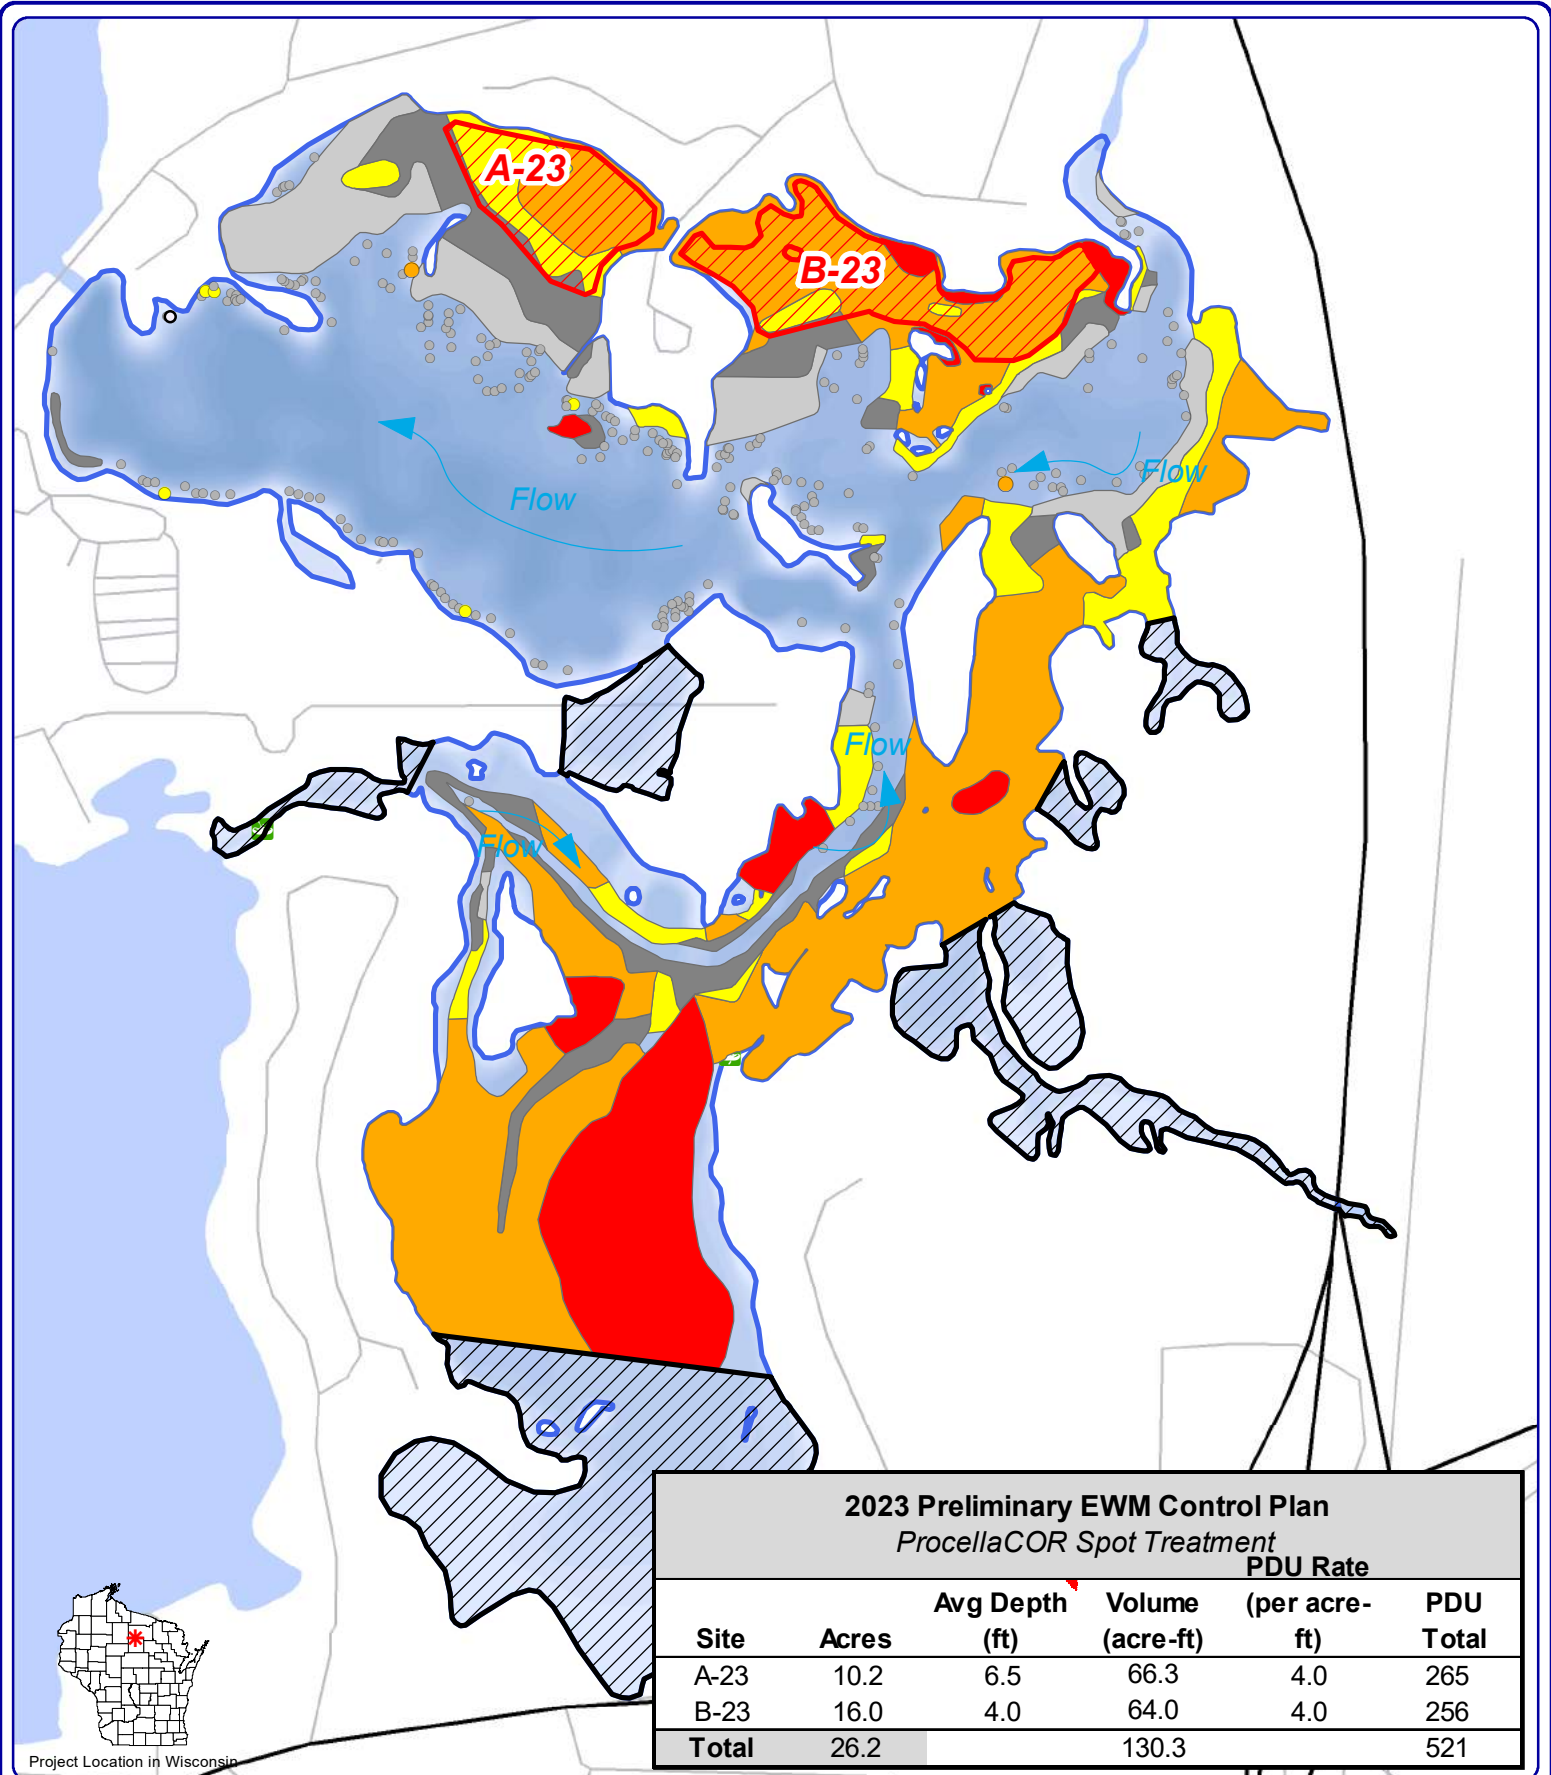 A-23
B-23
Flow
Flow
Flow
Flow
2023 Preliminary EWM Control Plan
ProcellaCOR Spot Treatment
Site Acres Avg Depth (ft) Volume (acre-ft) PDU Rate (per acre-ft) PDU Total
A-23 10.2 6.5 66.3 4.0 265
B-23 16.0 4.0 64.0 4.0 256
Total 26.2 130.3 521
Project Location in Wisconsin